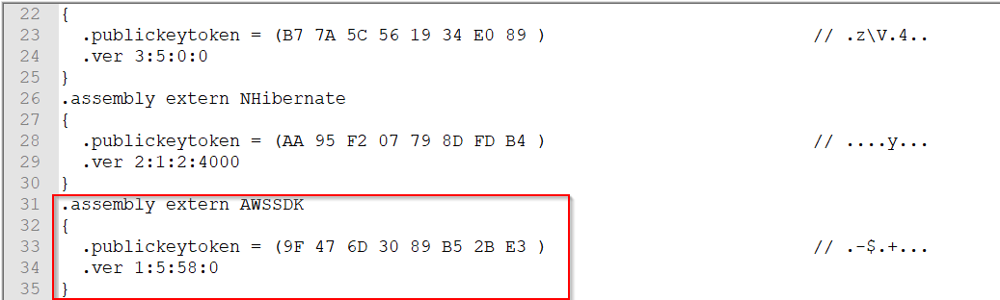 22 {
23   .publickeytoken = (B7 7A 5C 56 19 34 E0 89 )                         // .z\V.4..
24   .ver 3:5:0:0
25 }
26 .assembly extern NHibernate
27 {
28   .publickeytoken = (AA 95 F2 07 79 8D FD B4 )                         // ....y...
29   .ver 2:1:2:4000
30 }
31 .assembly extern AWSSDK
32 {
33   .publickeytoken = (9F 47 6D 30 89 B5 2B E3 )                         // .-$.+...
34   .ver 1:5:58:0
35 }